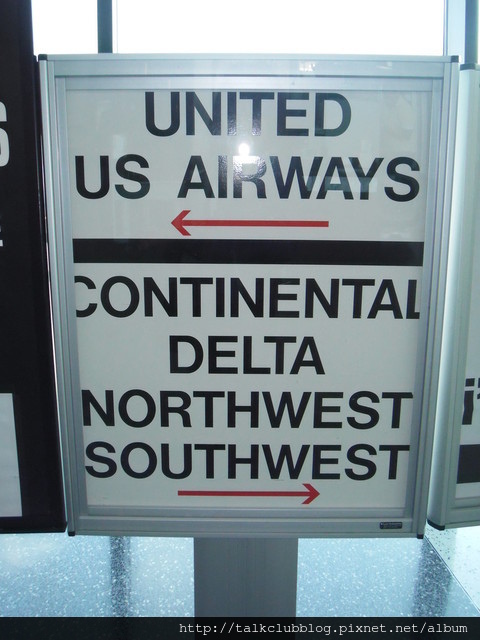 UNITED
US AIRWAYS
CONTINENTAL
DELTA
NORTHWEST
SOUTHWEST
http://talkclubblog.pixnet.net/album